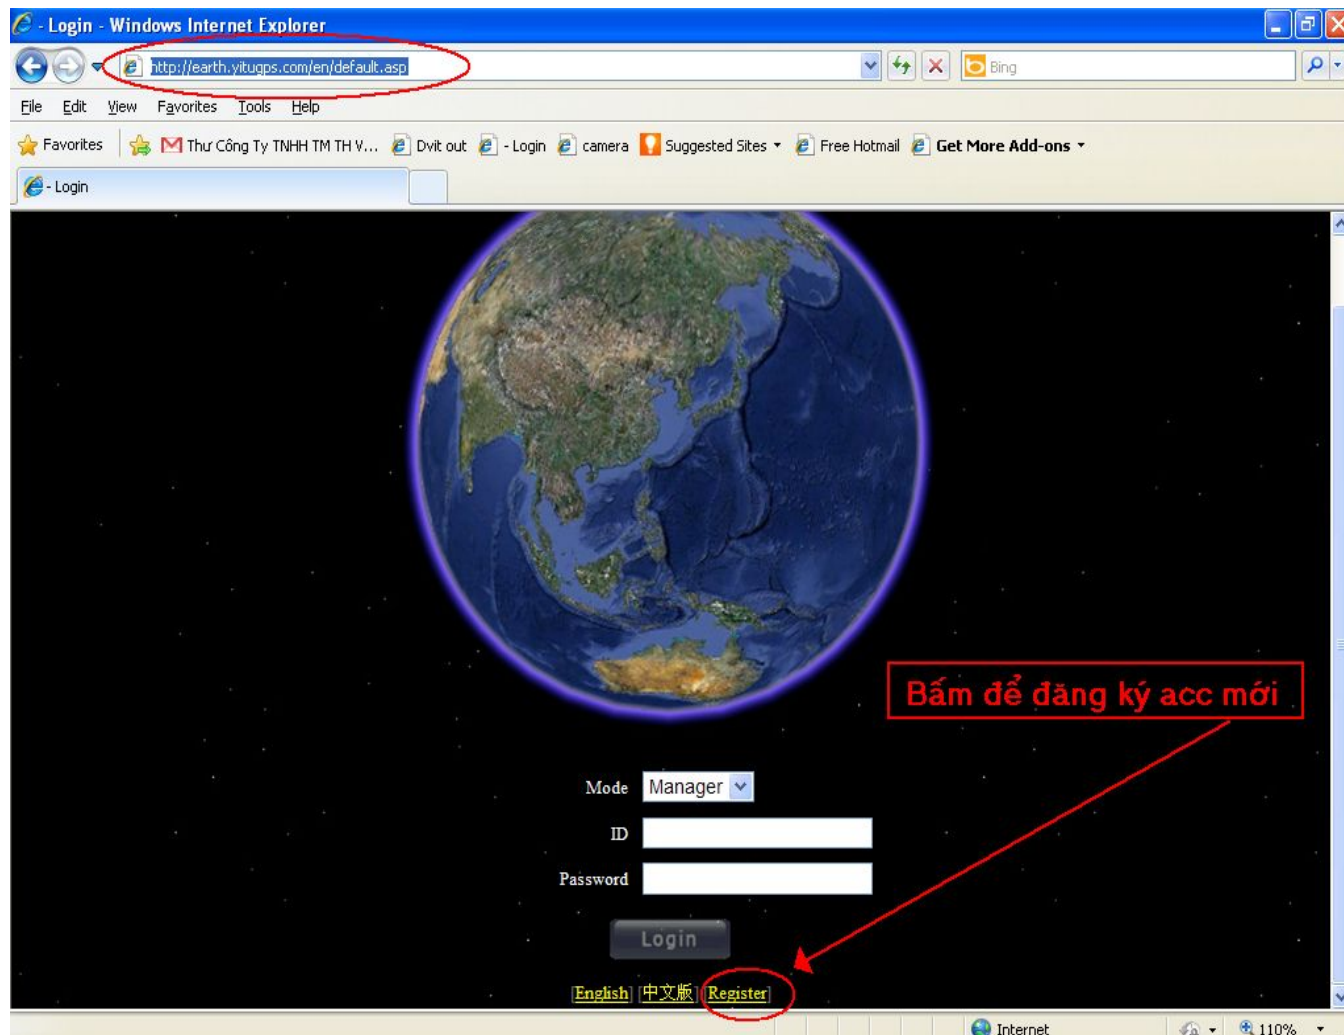 - Login - Windows Internet Explorer
http://earth.yitugps.com/en/default.asp
Bing
File Edit View Favorites Tools Help
Favorites Thư Công Ty TNHH TM TH V... Dvit out - Login camera Suggested Sites Free Hotmail Get More Add-ons
- Login
Bấm để đăng ký acc mới
Mode Manager
ID
Password
Login
[English] [中文版] [Register]
Internet 110%